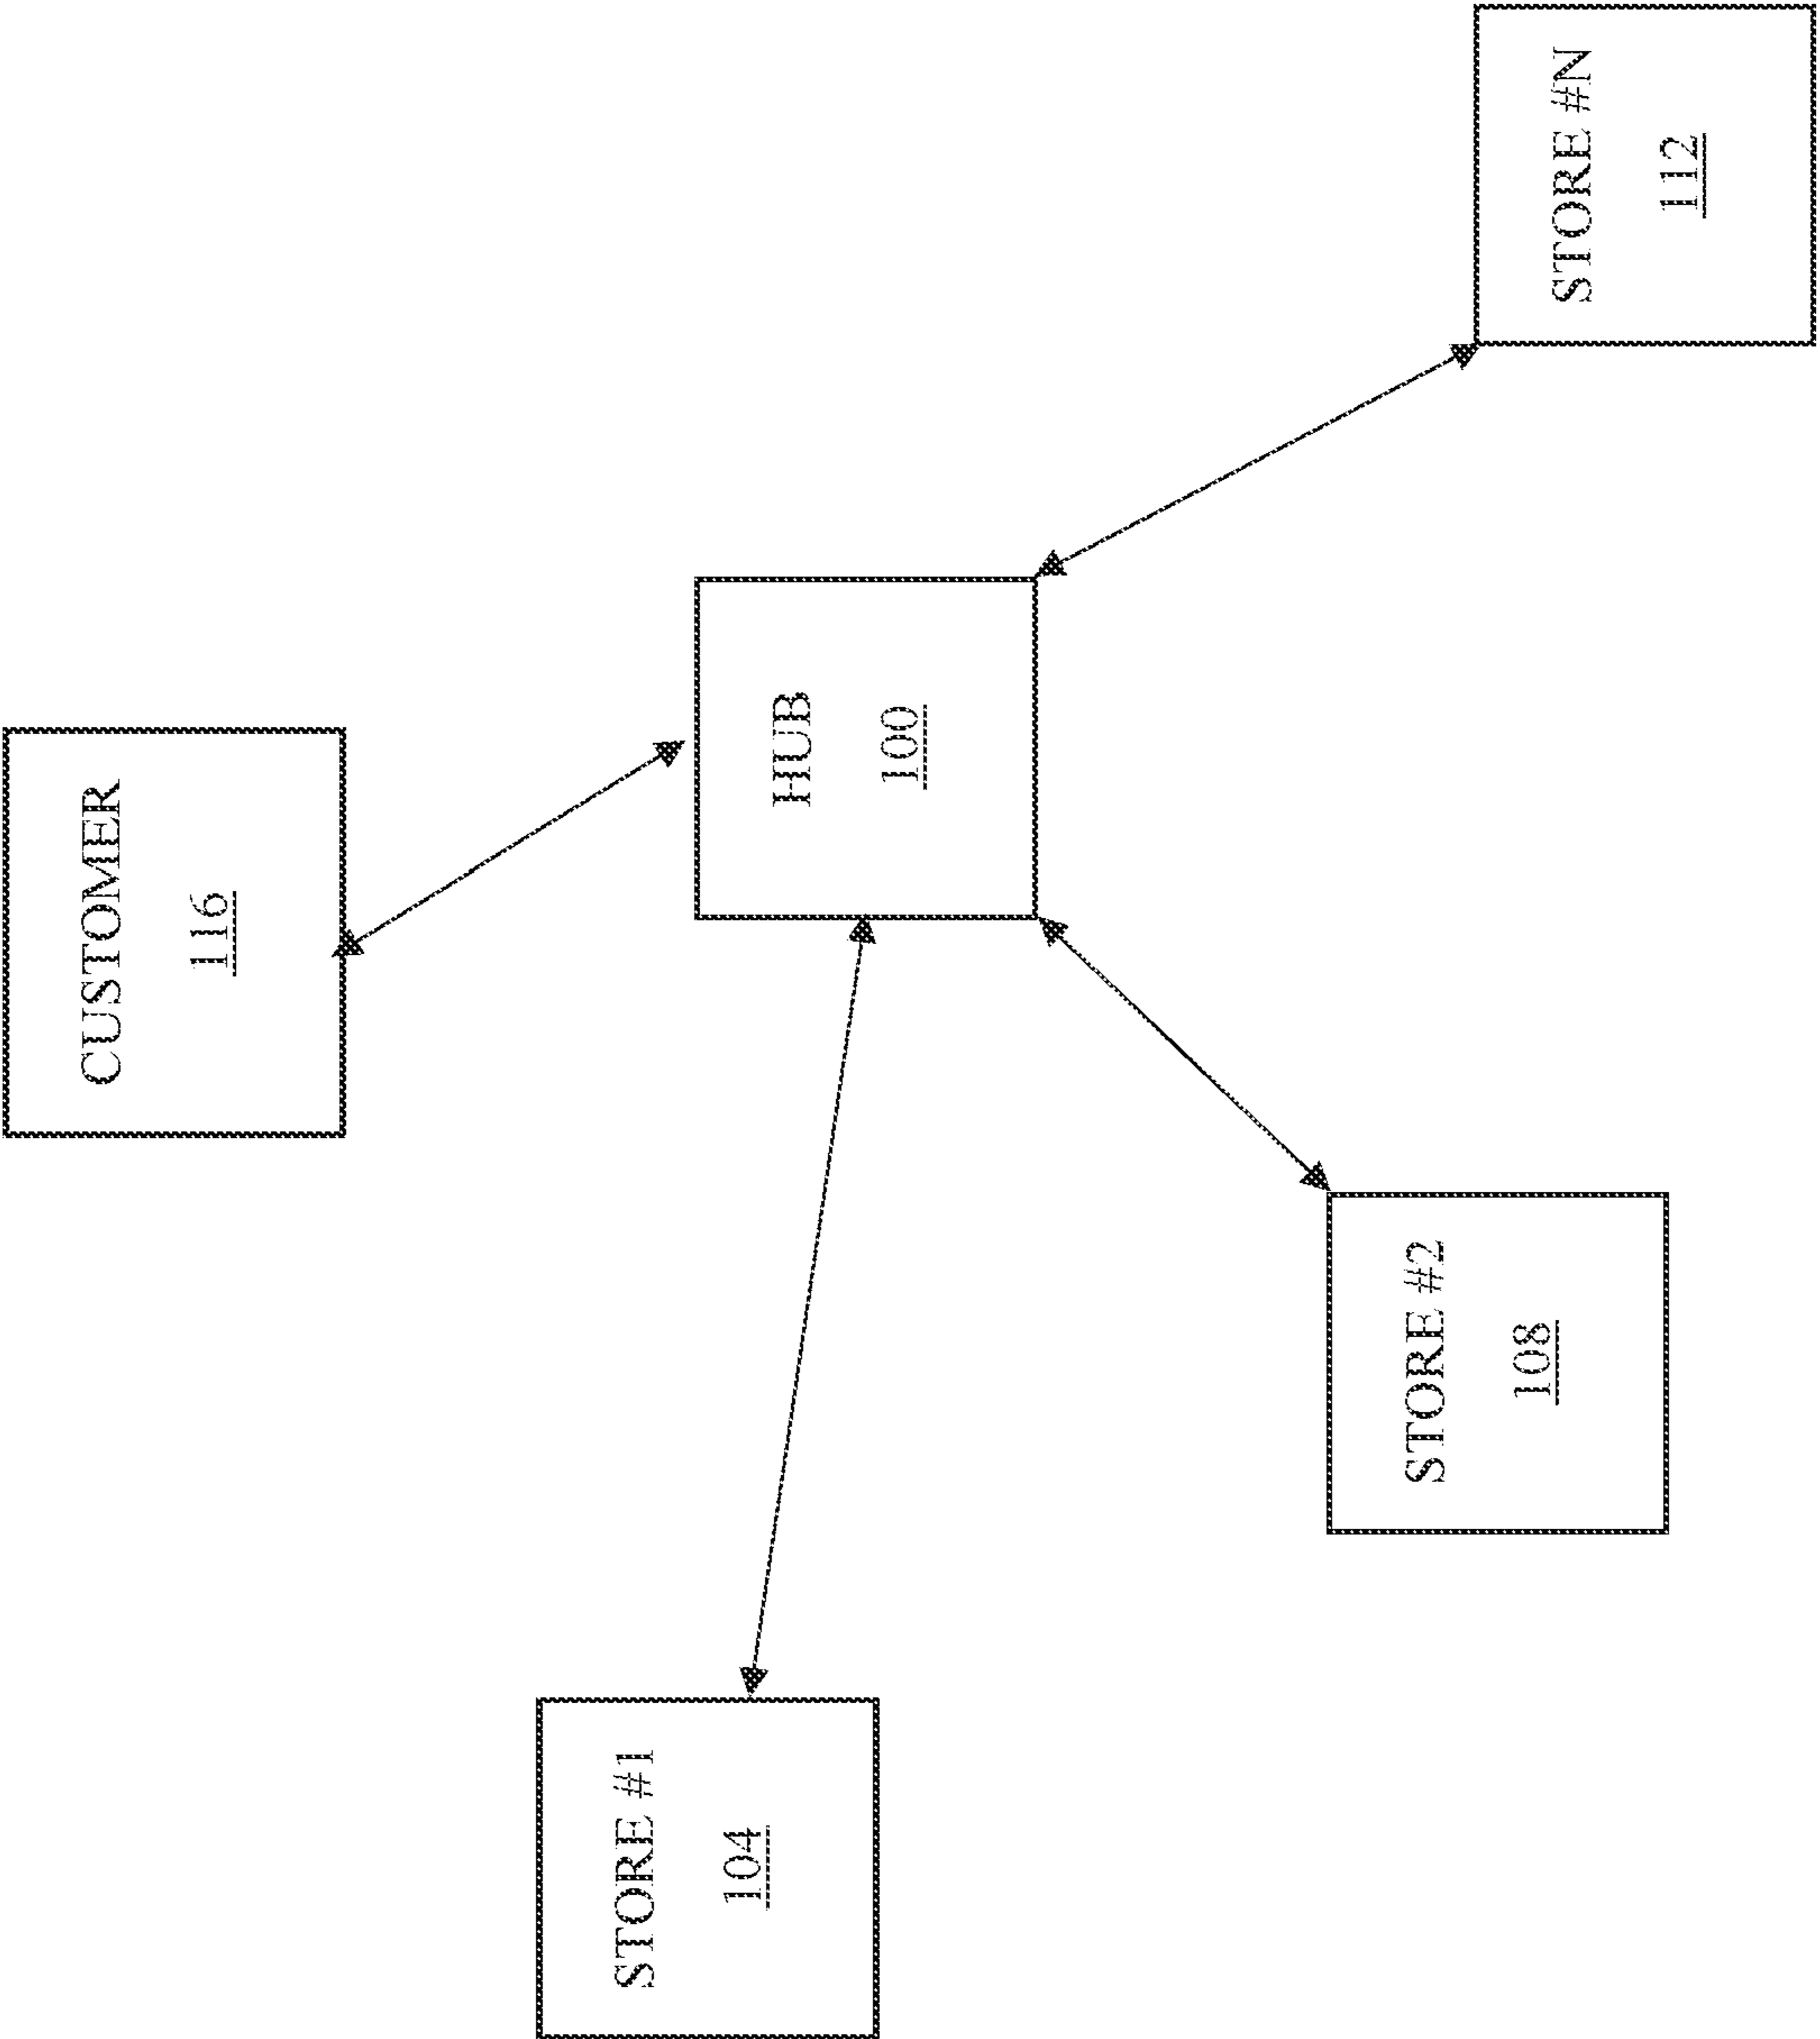 CUSTOMER
116
HUB
100
STORE #1
104
STORE #2
108
STORE #N
112